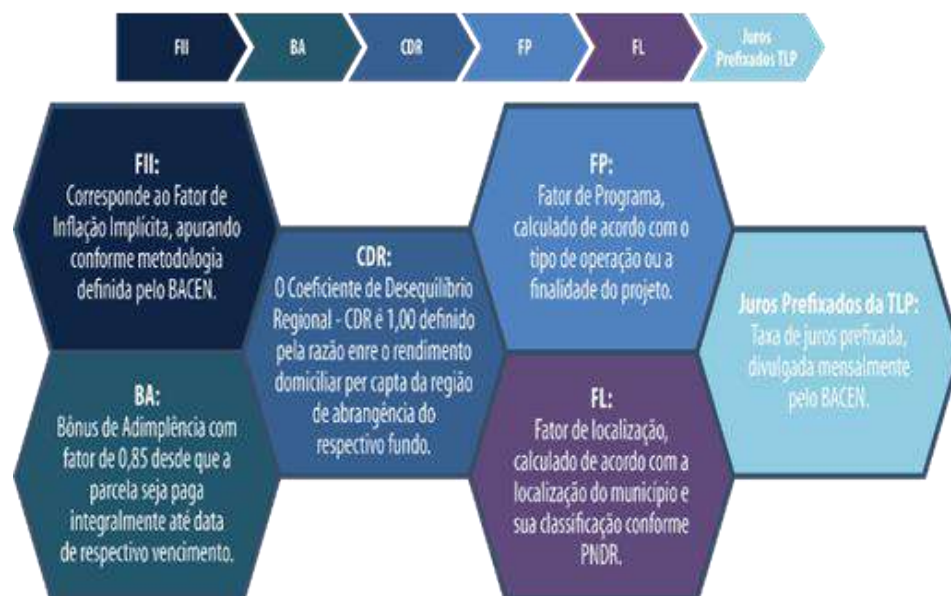 FII
BA
CDR
FP
FL
Juros
Prefixados TLP
FII:
Corresponde ao Fator de
Inflação Implícita, apurando
conforme metodologia
definida pelo BACEN.
BA:
Bônus de Adimplência com
fator de 0,85 desde que a
parcela seja paga
integralmente até data
de respectivo vencimento.
CDR:
O Coeficiente de Desequilíbrio
Regional - CDR é 1,00 definido
pela razão enre o rendimento
domiciliar per capta da região
de abrangência do
respectivo fundo.
FP:
Fator de Programa,
calculado de acordo com o
tipo de operação ou a
finalidade do projeto.
FL:
Fator de localização,
calculado de acordo com a
localização do município e
sua classificação conforme
PNDR.
Juros Prefixados da TLP:
Taxa de juros prefixada,
divulgada mensalmente
pelo BACEN.